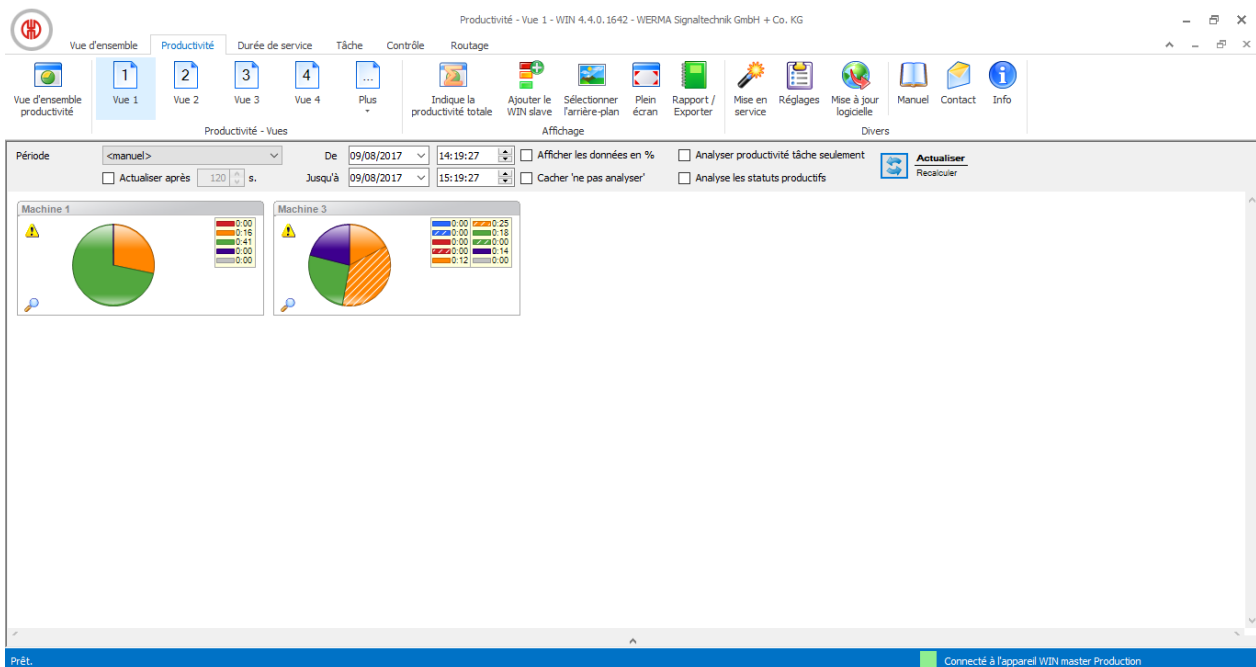 Productivité - Vue 1 - WIN 4.4.0.1642 - WERMA Signaltechnik GmbH + Co. KG
Vue d'ensemble Productivité Durée de service Tâche Contrôle Routage
1 2 3 4 ...
Vue d'ensemble productivité
Vue 1
Vue 2
Vue 3
Vue 4
Plus
Indique la productivité totale
Ajouter le WIN slave
Sélectionner l'arrière-plan
Plein écran
Rapport / Exporter
Mise en service
Réglages
Mise à jour logicielle
Manuel
Contact
Info
Productivité - Vues
Affichage
Divers
Période <manuel> De 09/08/2017 14:19:27 Afficher les données en % Analyser productivité tâche seulement
Actualiser
Recalculer
Actualiser après 120 s. Jusqu'à 09/08/2017 15:19:27 Cacher 'ne pas analyser' Analyse les statuts productifs
Machine 1
0:00
0:16
0:41
0:00
0:00
Machine 3
0:00 0:25
0:00 0:18
0:00 0:00
0:00 0:14
0:12 0:00
Prêt.
Connecté à l'appareil WIN master Production